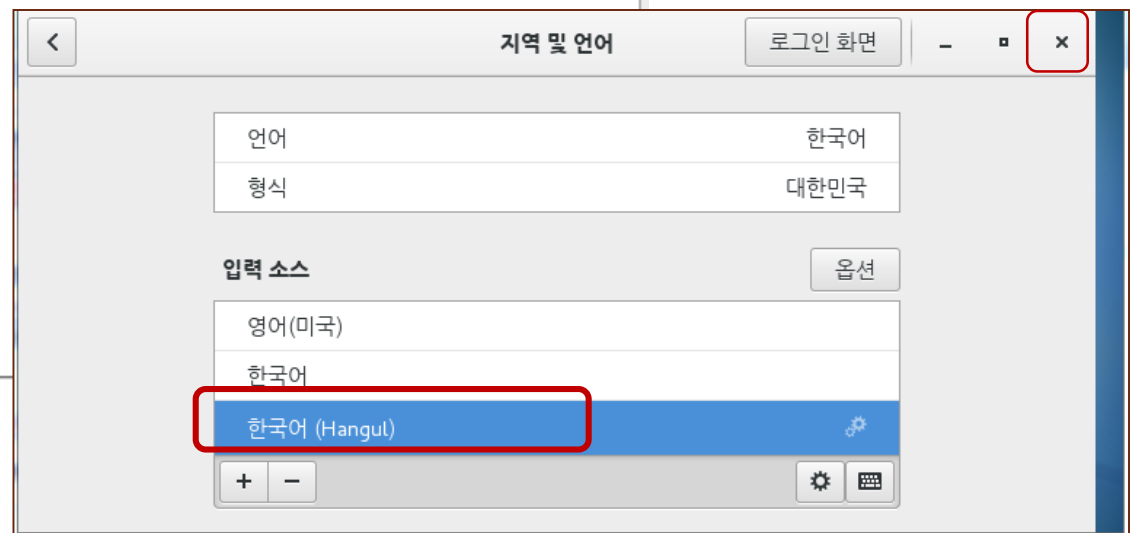 지역 및 언어
로그인 화면
언어 한국어
형식 대한민국
입력 소스
옵션
영어(미국)
한국어
한국어 (Hangul)